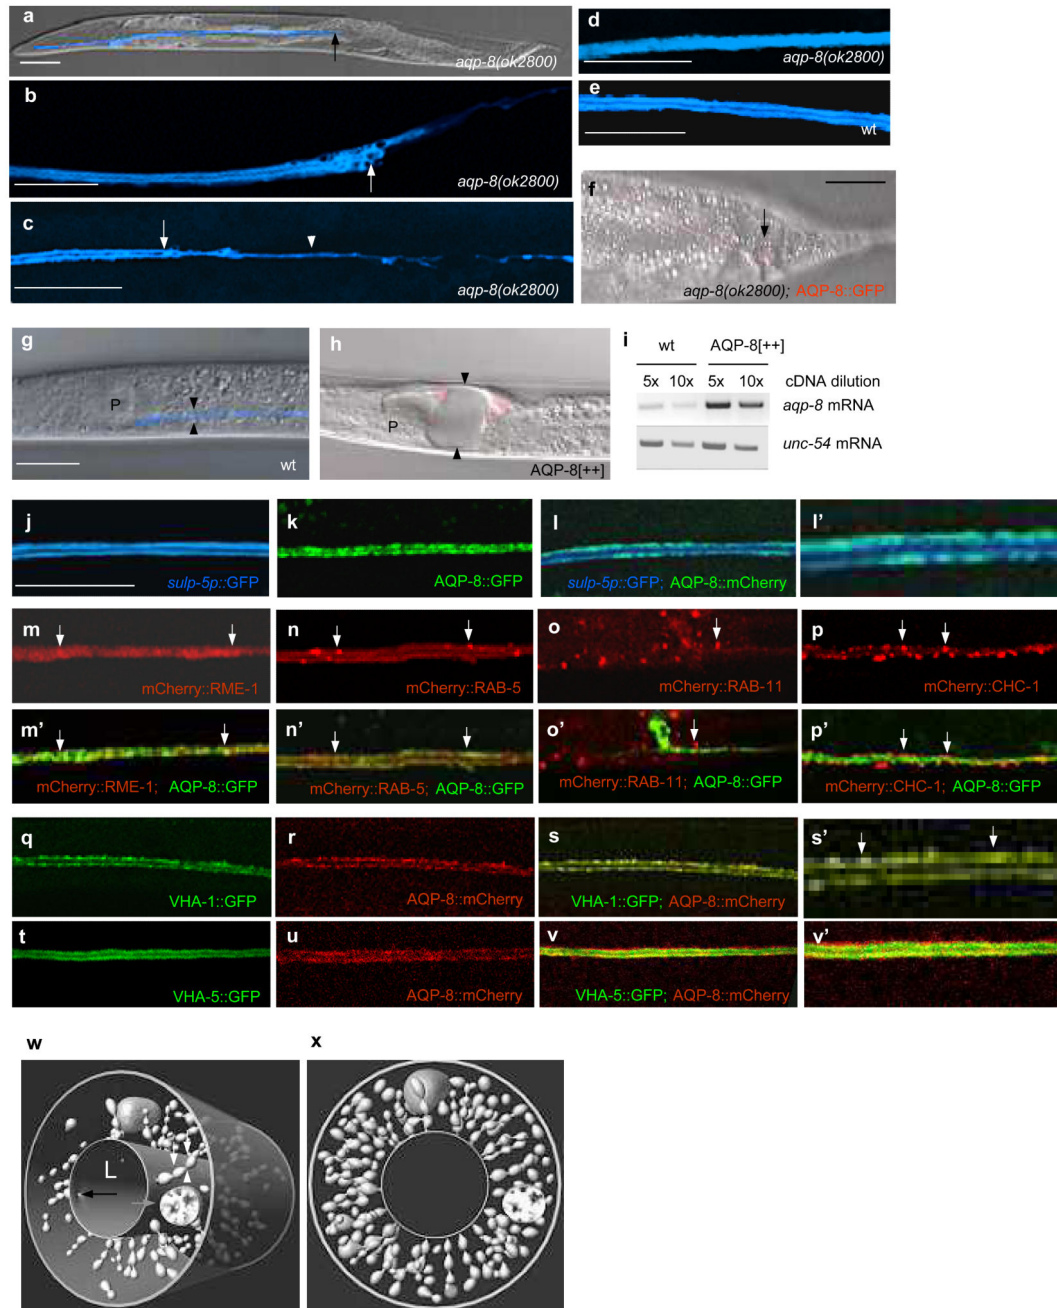 a
aqp-8(ok2800)
b
aqp-8(ok2800)
c
aqp-8(ok2800)
d
aqp-8(ok2800)
e
wt
f
aqp-8(ok2800); AQP-8::GFP
g
P
wt
h
P
AQP-8[++]
i
wt AQP-8[++]
5x 10x 5x 10x cDNA dilution
aqp-8 mRNA
unc-54 mRNA
j
sulp-5p::GFP
k
AQP-8::GFP
l
sulp-5p::GFP; AQP-8::mCherry
l’
m
mCherry::RME-1
n
mCherry::RAB-5
o
mCherry::RAB-11
p
mCherry::CHC-1
m’
mCherry::RME-1; AQP-8::GFP
n’
mCherry::RAB-5; AQP-8::GFP
o’
mCherry::RAB-11; AQP-8::GFP
p’
mCherry::CHC-1; AQP-8::GFP
q
VHA-1::GFP
r
AQP-8::mCherry
s
VHA-1::GFP; AQP-8::mCherry
s’
t
VHA-5::GFP
u
AQP-8::mCherry
v
VHA-5::GFP; AQP-8::mCherry
v’
w
L
x